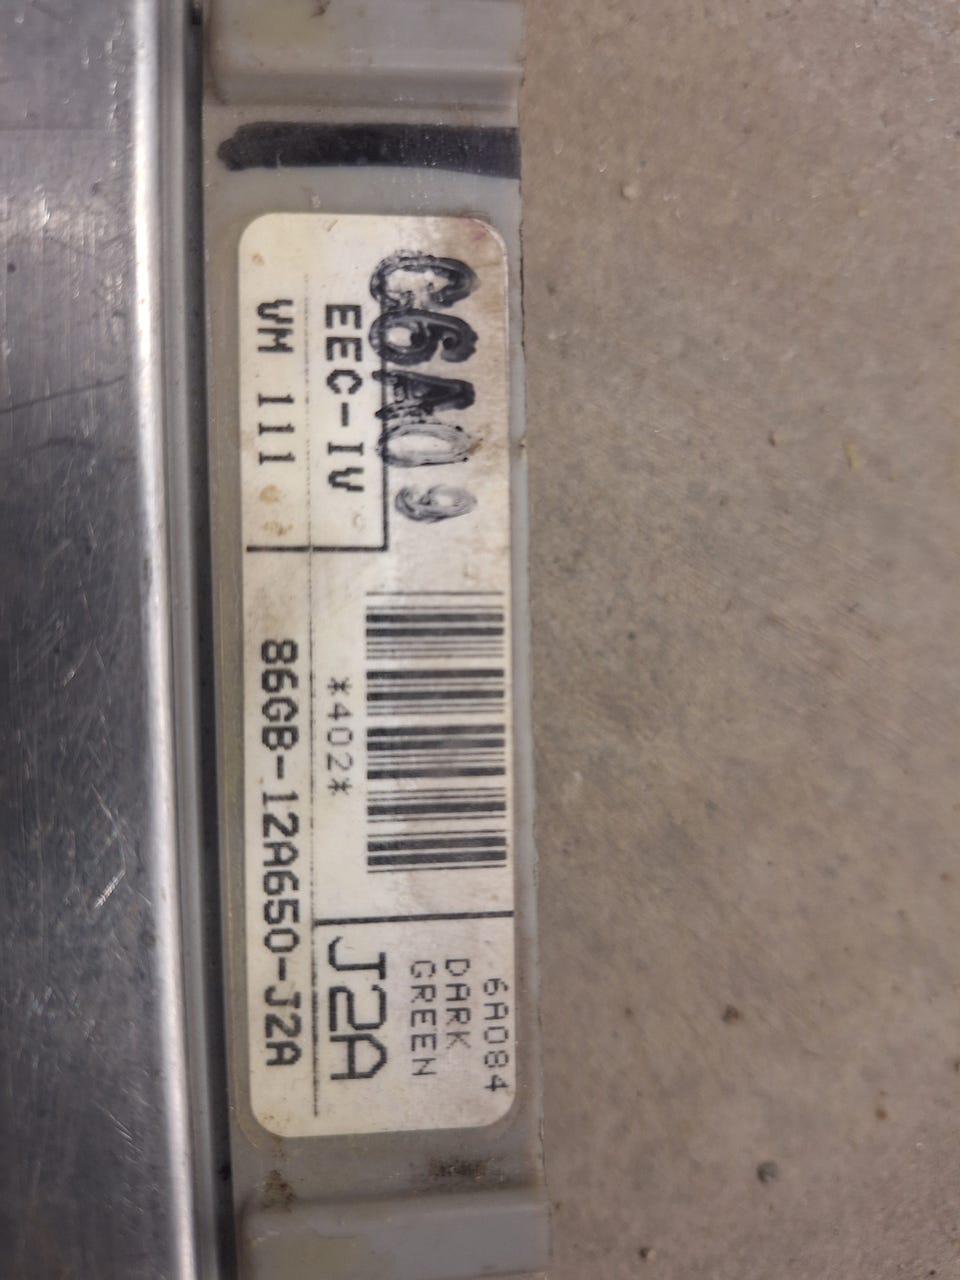 C6A09
EEC-IV
VM 111
*402*
86GB-12A650-J2A
6A084
DARK
GREEN
J2A